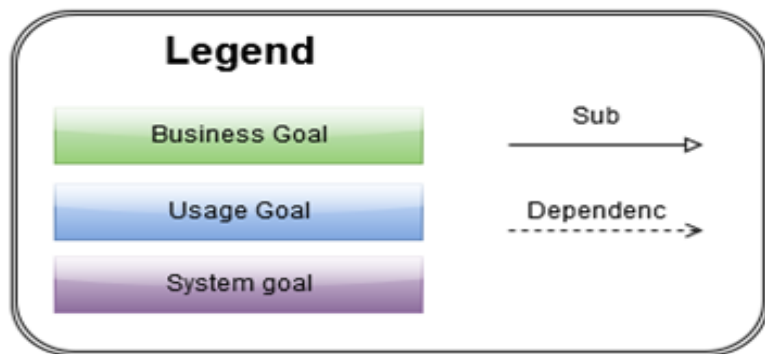 Legend
Business Goal
Usage Goal
System goal
Sub
Dependenc